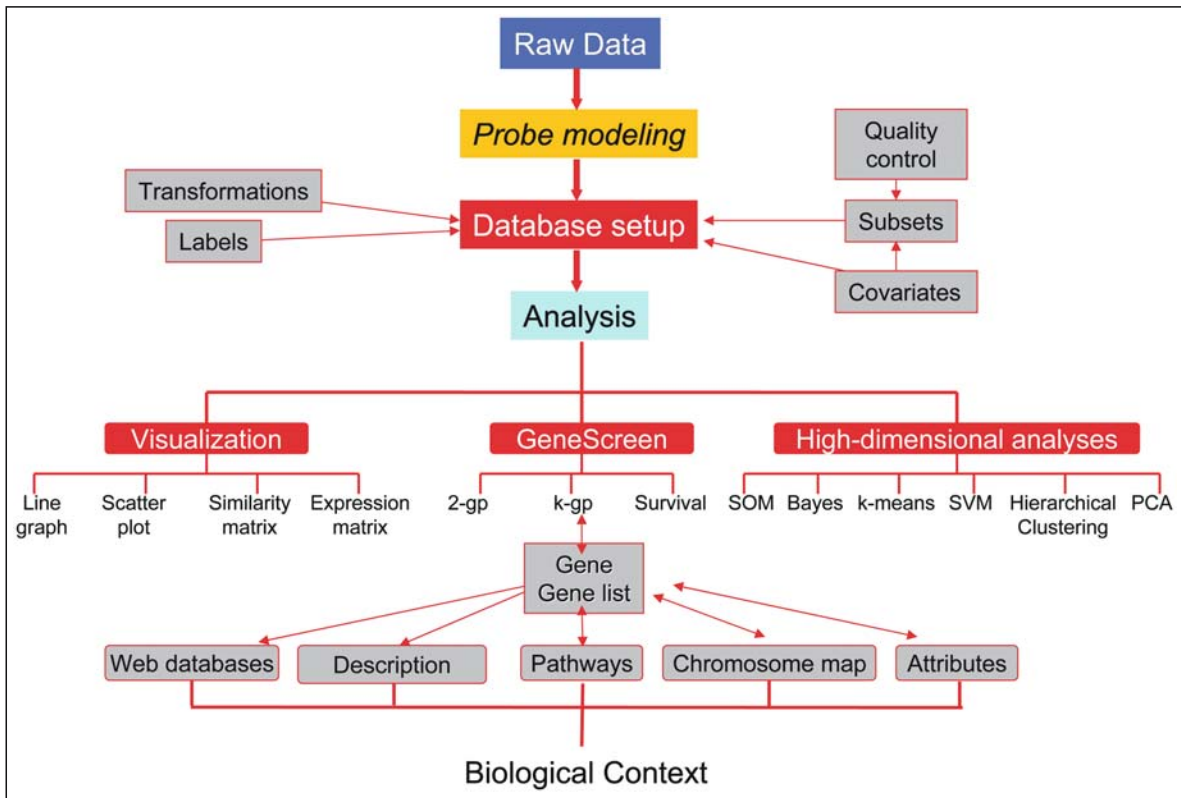 Raw Data
Probe modeling
Quality
control
Transformations
Labels
Database setup
Subsets
Covariates
Analysis
Visualization
GeneScreen
High-dimensional analyses
Line
graph
Scatter
plot
Similarity
matrix
Expression
matrix
2-gp
k-gp
Survival
SOM
Bayes
k-means
SVM
Hierarchical
Clustering
PCA
Gene
Gene list
Web databases
Description
Pathways
Chromosome map
Attributes
Biological Context